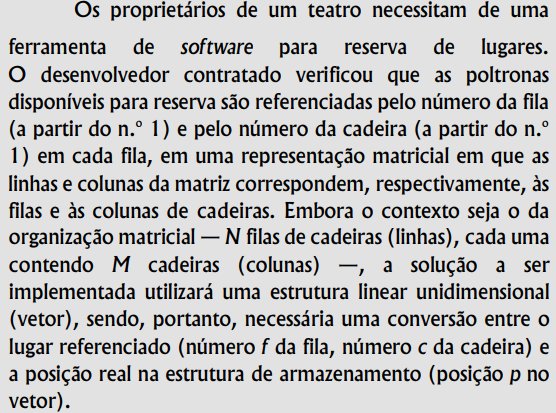 Os proprietários de um teatro necessitam de uma
ferramenta de software para reserva de lugares.
O desenvolvedor contratado verificou que as poltronas
disponíveis para reserva são referenciadas pelo número da fila
(a partir do n.º 1) e pelo número da cadeira (a partir do n.º
1) em cada fila, em uma representação matricial em que as
linhas e colunas da matriz correspondem, respectivamente, às
filas e às colunas de cadeiras. Embora o contexto seja o da
organização matricial — N filas de cadeiras (linhas), cada uma
contendo M cadeiras (colunas) —, a solução a ser
implementada utilizará uma estrutura linear unidimensional
(vetor), sendo, portanto, necessária uma conversão entre o
lugar referenciado (número f da fila, número c da cadeira) e
a posição real na estrutura de armazenamento (posição p no
vetor).